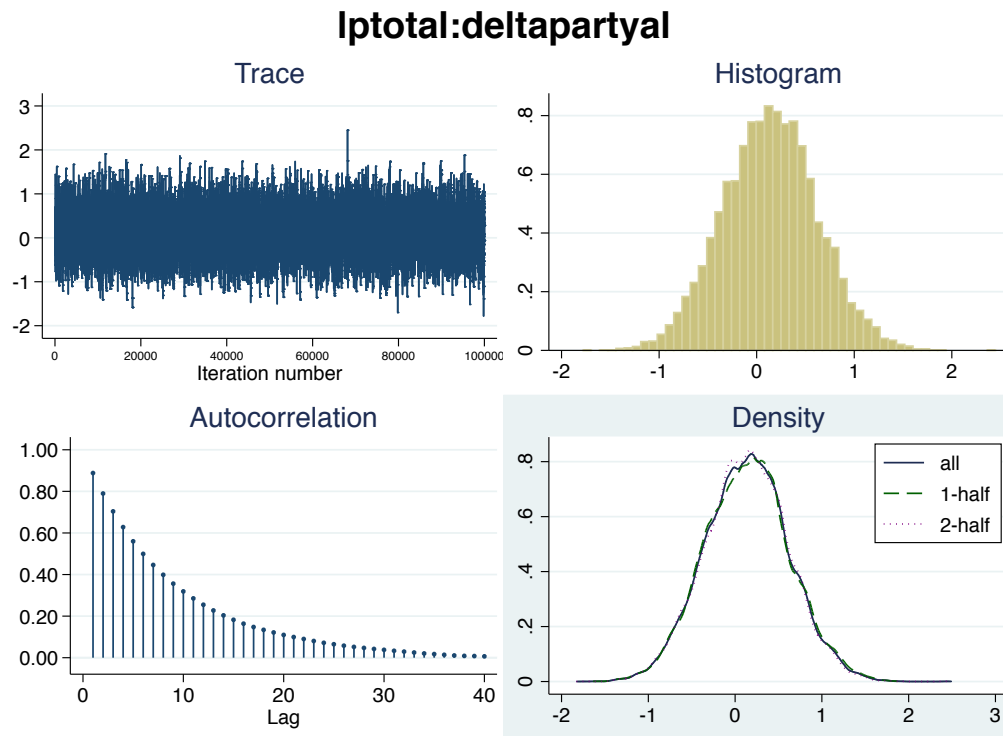 lptotal:deltapartyal
Trace
3
2
1
0
-1
-2
0 20000 40000 60000 80000 100000
Iteration number
Histogram
.8
.6
.4
.2
0
-2 -1 0 1 2
Autocorrelation
1.00
0.80
0.60
0.40
0.20
0.00
0 10 20 30 40
Lag
Density
.8
.6
.4
.2
0
-2 -1 0 1 2 3
all
1-half
2-half